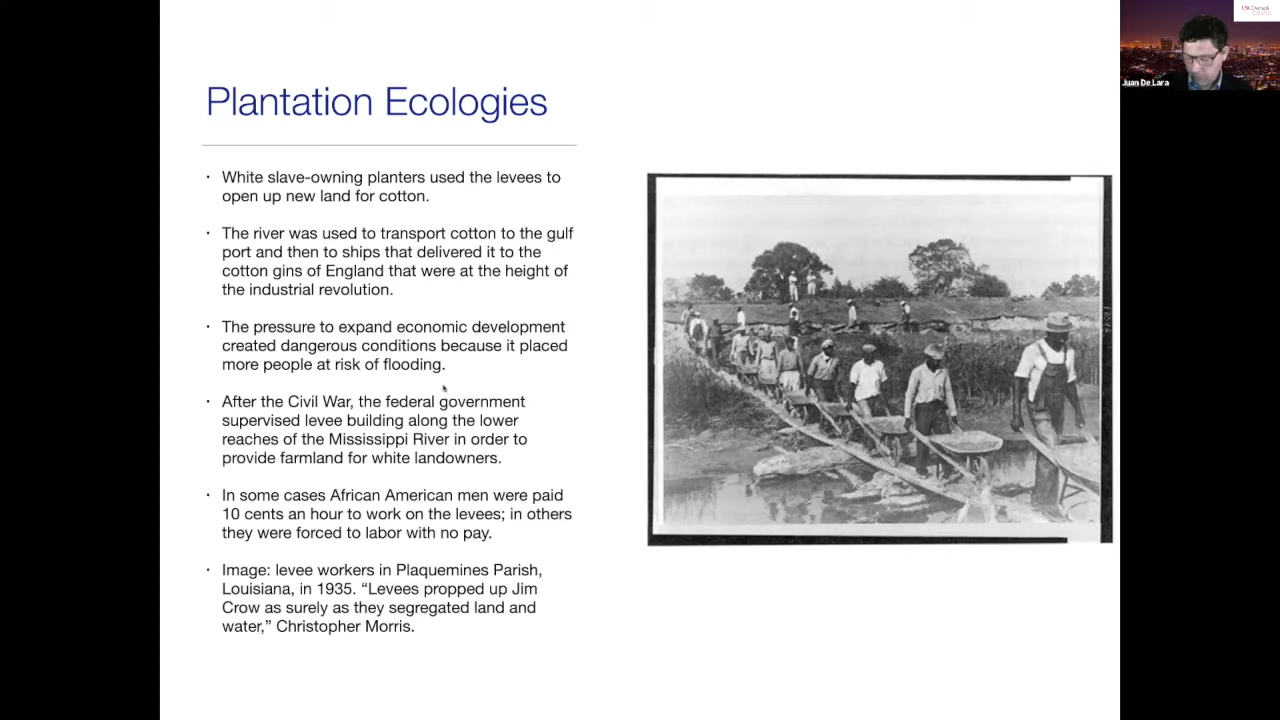 Plantation Ecologies
· White slave-owning planters used the levees to
open up new land for cotton.
· The river was used to transport cotton to the gulf
port and then to ships that delivered it to the
cotton gins of England that were at the height of
the industrial revolution.
· The pressure to expand economic development
created dangerous conditions because it placed
more people at risk of flooding.
· After the Civil War, the federal government
supervised levee building along the lower
reaches of the Mississippi River in order to
provide farmland for white landowners.
· In some cases African American men were paid
10 cents an hour to work on the levees; in others
they were forced to labor with no pay.
· Image: levee workers in Plaquemines Parish,
Louisiana, in 1935. “Levees propped up Jim
Crow as surely as they segregated land and
water,” Christopher Morris.
USC Dornsife
Juan De Lara